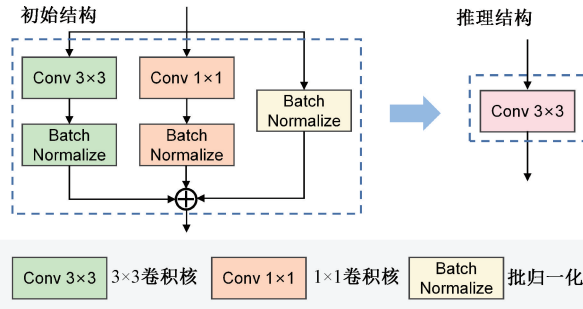 初始结构
推理结构
Conv 3×3
Conv 1×1
Batch
Normalize
Batch
Normalize
Batch
Normalize
Conv 3×3
Conv 3×3
3×3卷积核
Conv 1×1
1×1卷积核
Batch
Normalize
批归一化